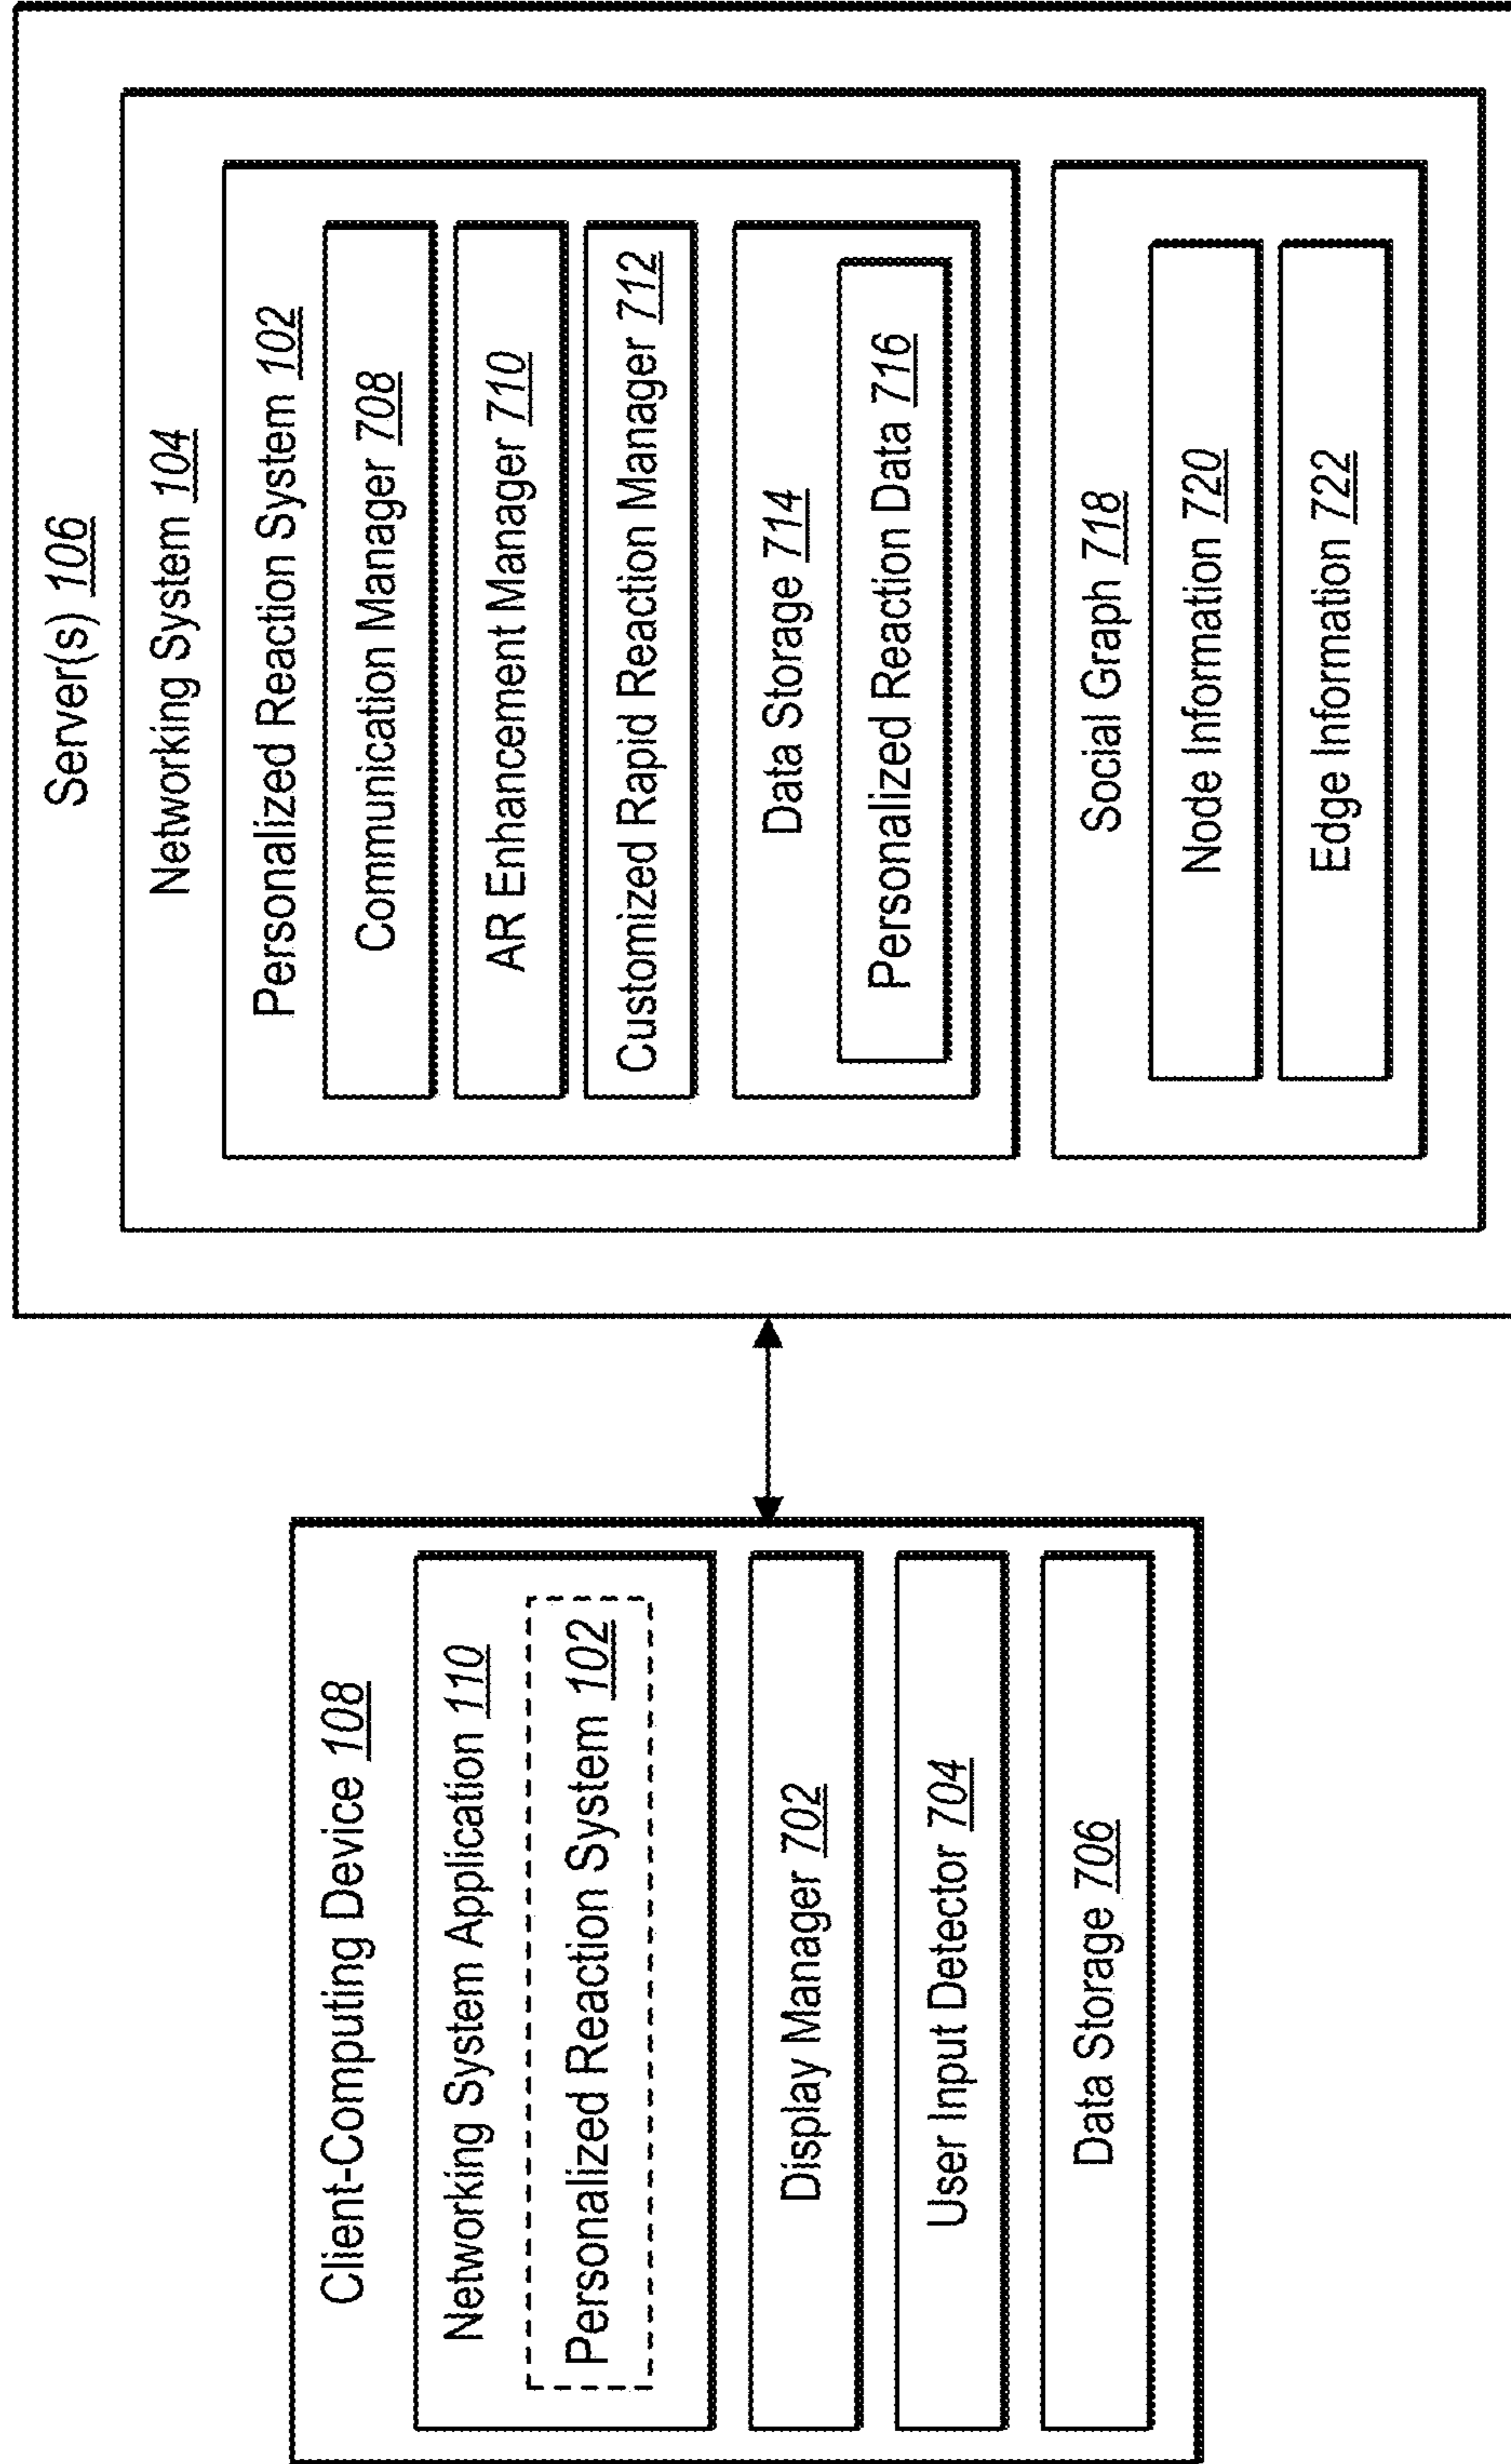 Client-Computing Device 108
Networking System Application 110
Personalized Reaction System 102
Display Manager 702
User Input Detector 704
Data Storage 706
Server(s) 106
Networking System 104
Personalized Reaction System 102
Communication Manager 708
AR Enhancement Manager 710
Customized Rapid Reaction Manager 712
Data Storage 714
Personalized Reaction Data 716
Social Graph 718
Node Information 720
Edge Information 722